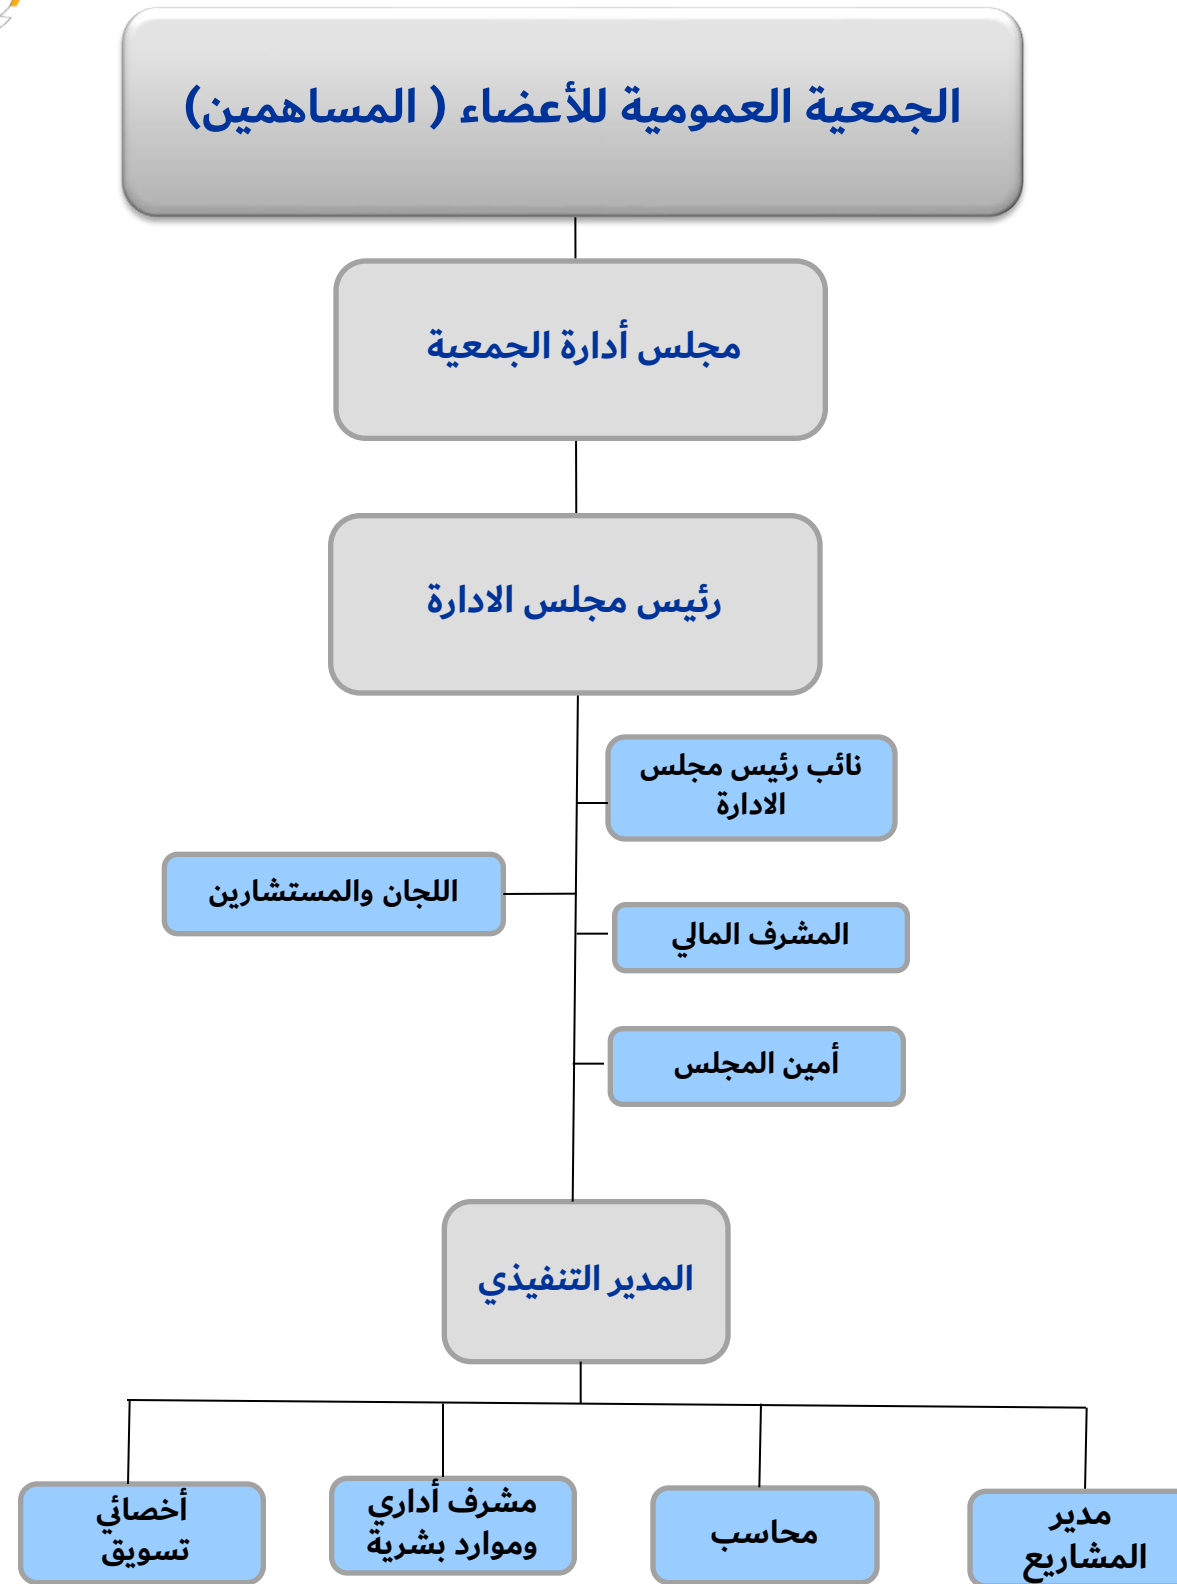 الجمعية العمومية للأعضاء ( المساهمين)
مجلس أدارة الجمعية
رئيس مجلس الادارة
نائب رئيس مجلس
الادارة
اللجان والمستشارين
المشرف المالي
أمين المجلس
المدير التنفيذي
مدير
المشاريع
محاسب
مشرف أداري
وموارد بشرية
أخصائي
تسويق